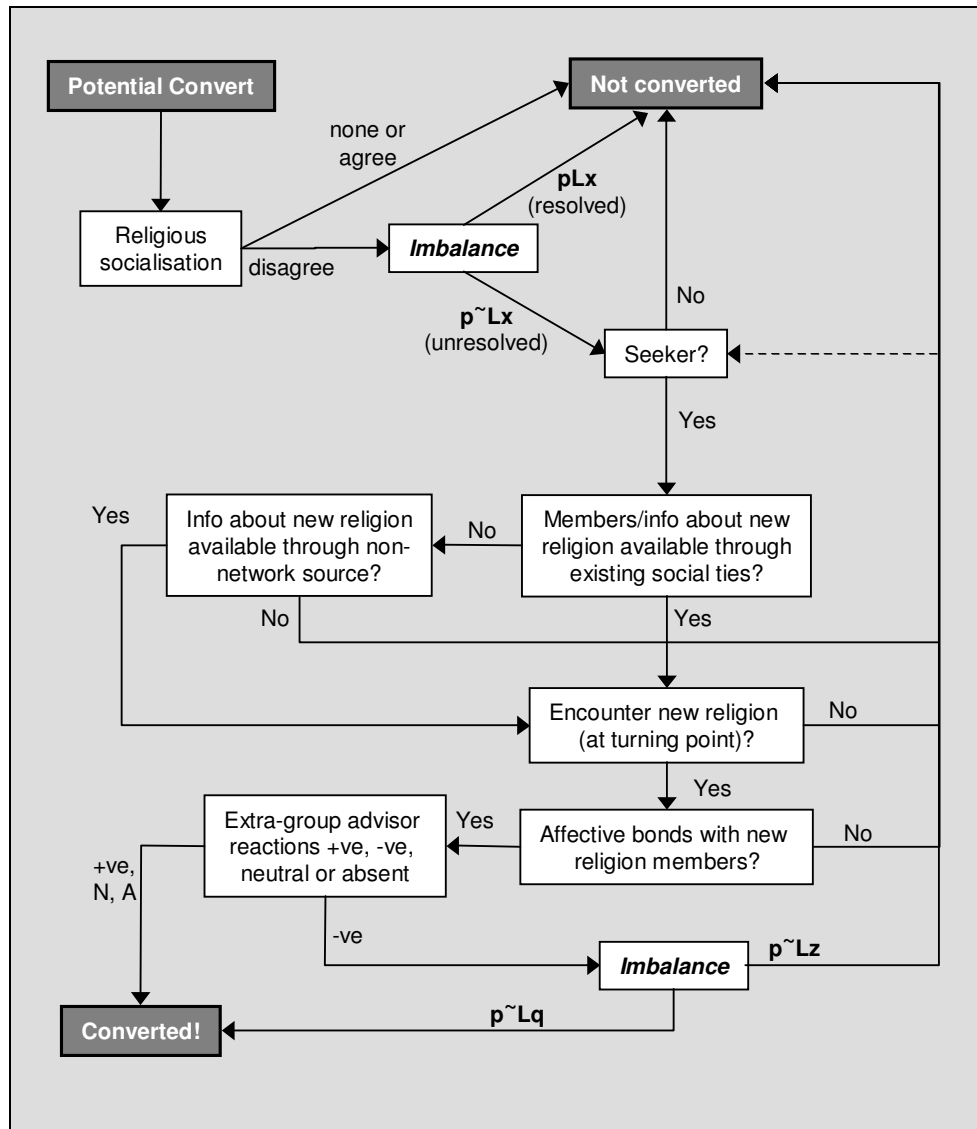 Potential Convert
Not converted
none or
agree
pLx
(resolved)
Religious
socialisation
disagree
Imbalance
p~Lx
(unresolved)
No
Seeker?
Yes
Yes
Info about new religion
available through non-
network source?
No
Members/info about new
religion available through
existing social ties?
No
Yes
Encounter new religion
(at turning point)?
No
Yes
Extra-group advisor
reactions +ve, -ve,
neutral or absent
Yes
Affective bonds with new
religion members?
No
+ve,
N, A
-ve
Imbalance
p~Lz
p~Lq
Converted!